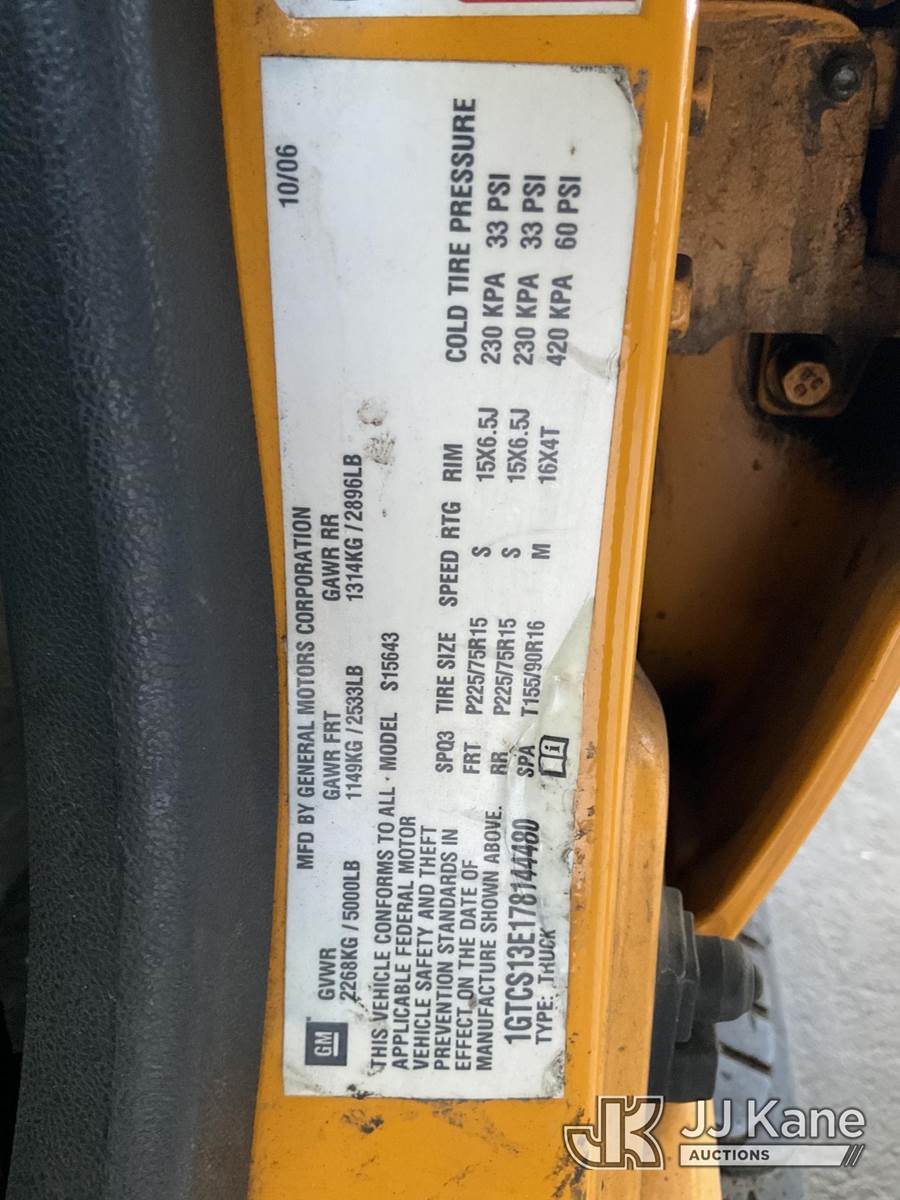 MFD BY GENERAL MOTORS CORPORATION 10/06
GVWR GAWR FRT GAWR RR
2268KG / 5000LB 1149KG / 2533LB 1314KG / 2896LB
THIS VEHICLE CONFORMS TO ALL - MODEL S15643
APPLICABLE FEDERAL MOTOR
VEHICLE SAFETY AND THEFT
PREVENTION STANDARDS IN
EFFECT ON THE DATE OF
MANUFACTURE SHOWN ABOVE.
SPQ3 TIRE SIZE SPEED RTG RIM COLD TIRE PRESSURE
FRT P225/75R15 S 15X6.5J 230 KPA 33 PSI
RR P225/75R15 S 15X6.5J 230 KPA 33 PSI
SPA T155/90R16 M 16X4T 420 KPA 60 PSI
1GTCS13E178144480
TYPE: TRUCK
GM
i
JK JJ Kane
AUCTIONS